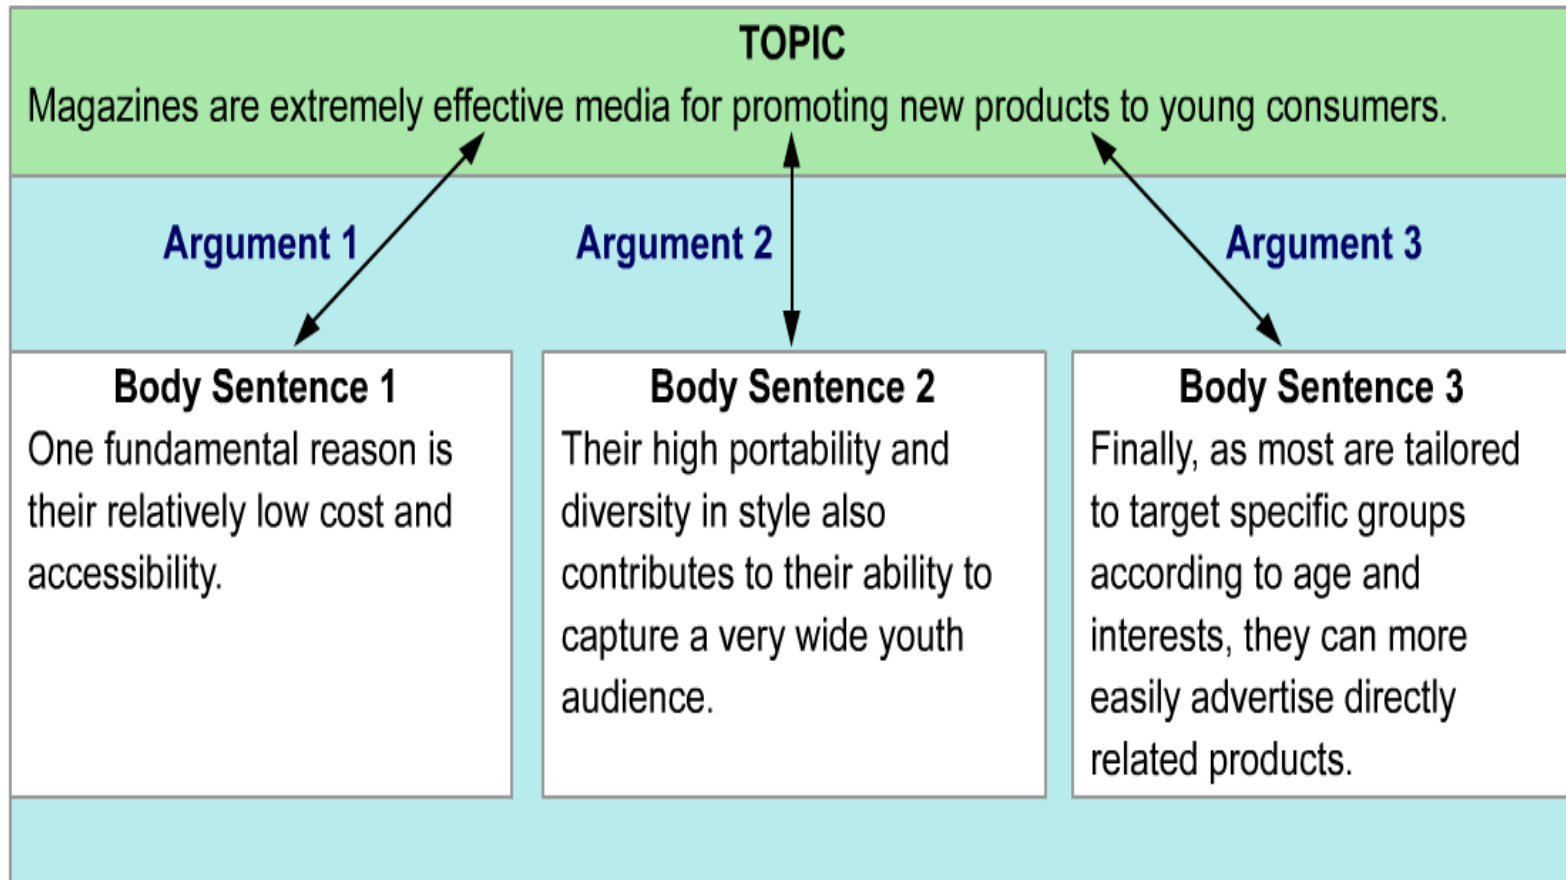 TOPIC
Magazines are extremely effective media for promoting new products to young consumers.
Argument 1
Argument 2
Argument 3
Body Sentence 1
One fundamental reason is
their relatively low cost and
accessibility.
Body Sentence 2
Their high portability and
diversity in style also
contributes to their ability to
capture a very wide youth
audience.
Body Sentence 3
Finally, as most are tailored
to target specific groups
according to age and
interests, they can more
easily advertise directly
related products.